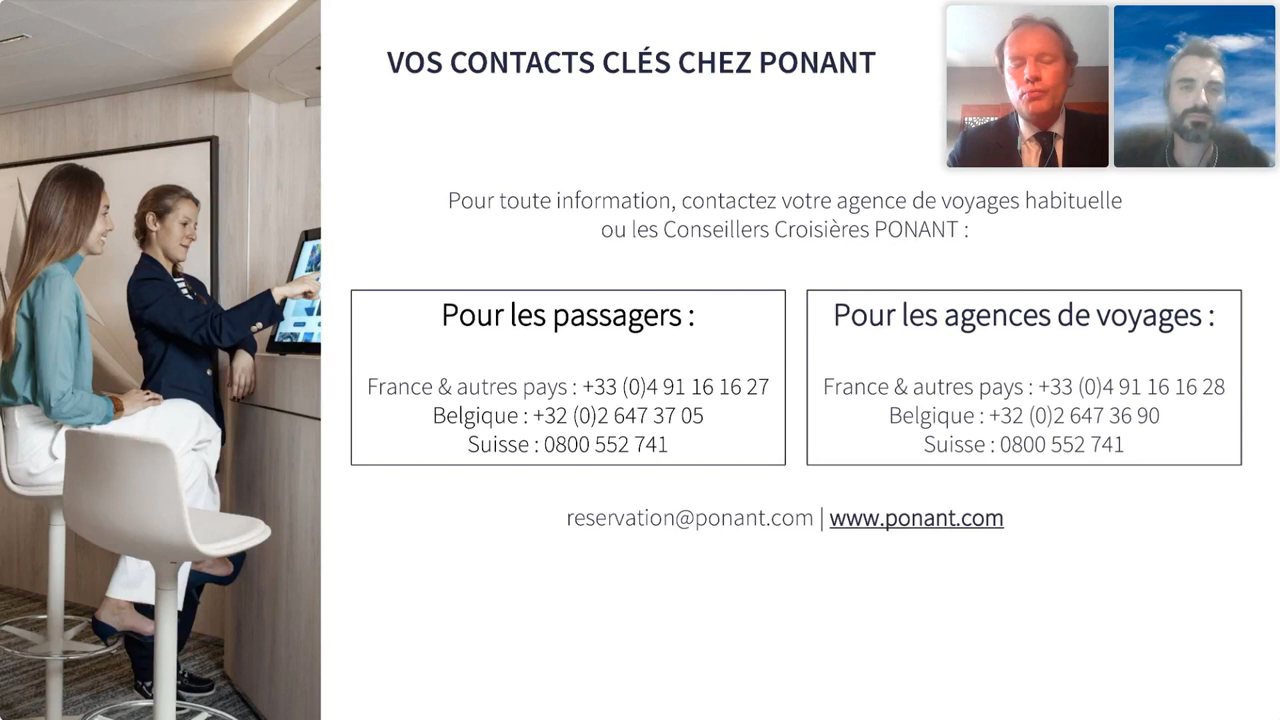 VOS CONTACTS CLÉS CHEZ PONANT
Pour toute information, contactez votre agence de voyages habituelle
ou les Conseillers Croisières PONANT :
Pour les passagers :
France & autres pays : +33 (0)4 91 16 16 27
Belgique : +32 (0)2 647 37 05
Suisse : 0800 552 741
Pour les agences de voyages :
France & autres pays : +33 (0)4 91 16 16 28
Belgique : +32 (0)2 647 36 90
Suisse : 0800 552 741
reservation@ponant.com | www.ponant.com